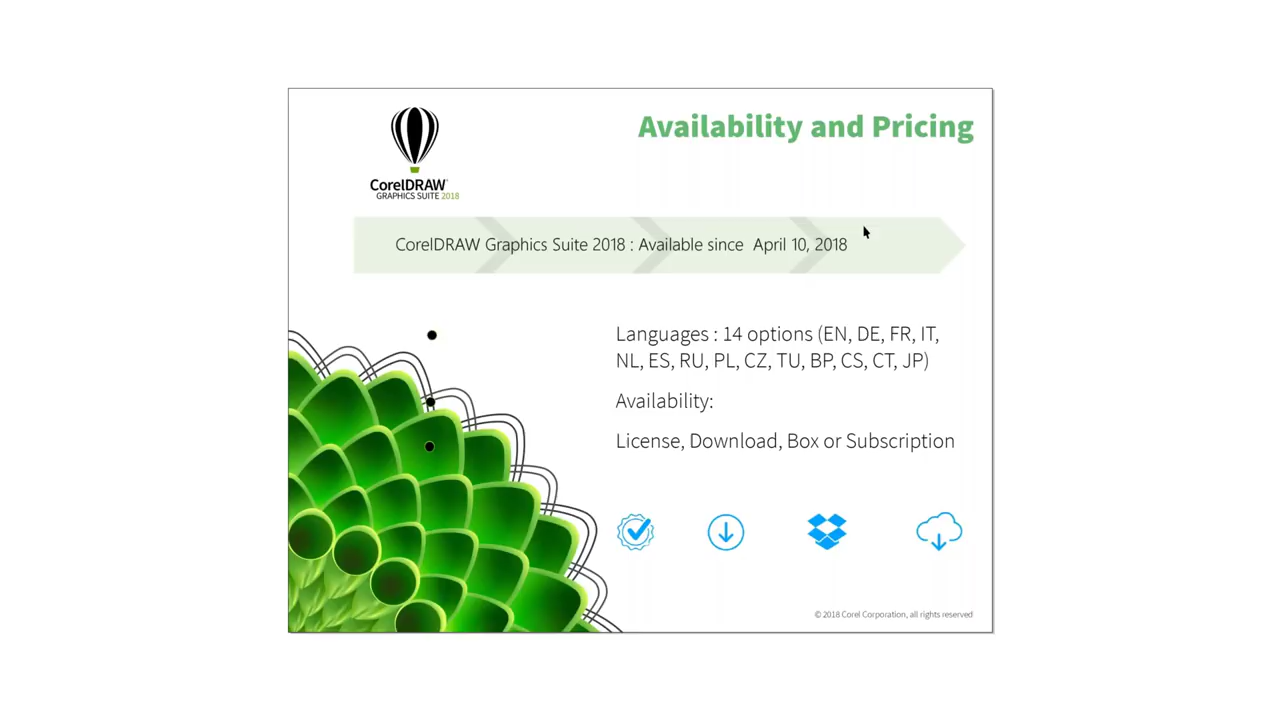 Availability and Pricing
CorelDRAW
GRAPHICS SUITE 2018
CorelDRAW Graphics Suite 2018 : Available since April 10, 2018
Languages : 14 options (EN, DE, FR, IT,
NL, ES, RU, PL, CZ, TU, BP, CS, CT, JP)
Availability:
License, Download, Box or Subscription
© 2018 Corel Corporation, all rights reserved